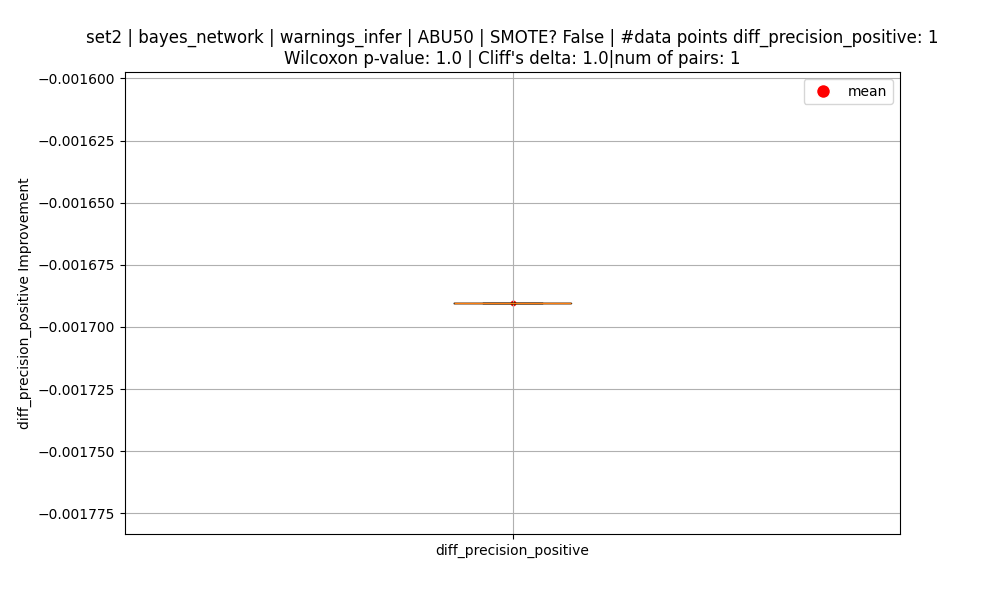 set2 | bayes_network | warnings_infer | ABU50 | SMOTE? False | #data points diff_precision_positive: 1
Wilcoxon p-value: 1.0 | Cliff's delta: 1.0|num of pairs: 1
mean
diff_precision_positive Improvement
−0.001600
−0.001625
−0.001650
−0.001675
−0.001700
−0.001725
−0.001750
−0.001775
diff_precision_positive